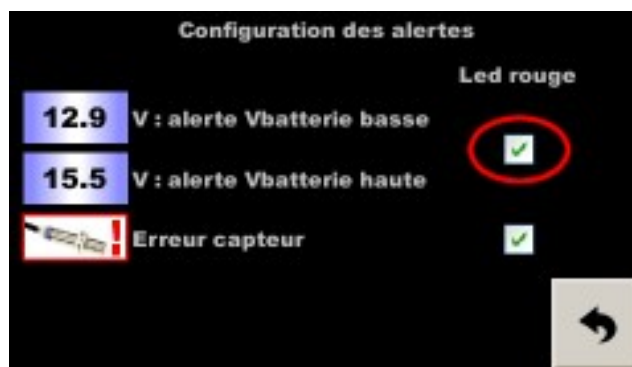 Configuration des alertes
Led rouge
12.9 V : alerte Vbatterie basse
15.5 V : alerte Vbatterie haute
! Erreur capteur